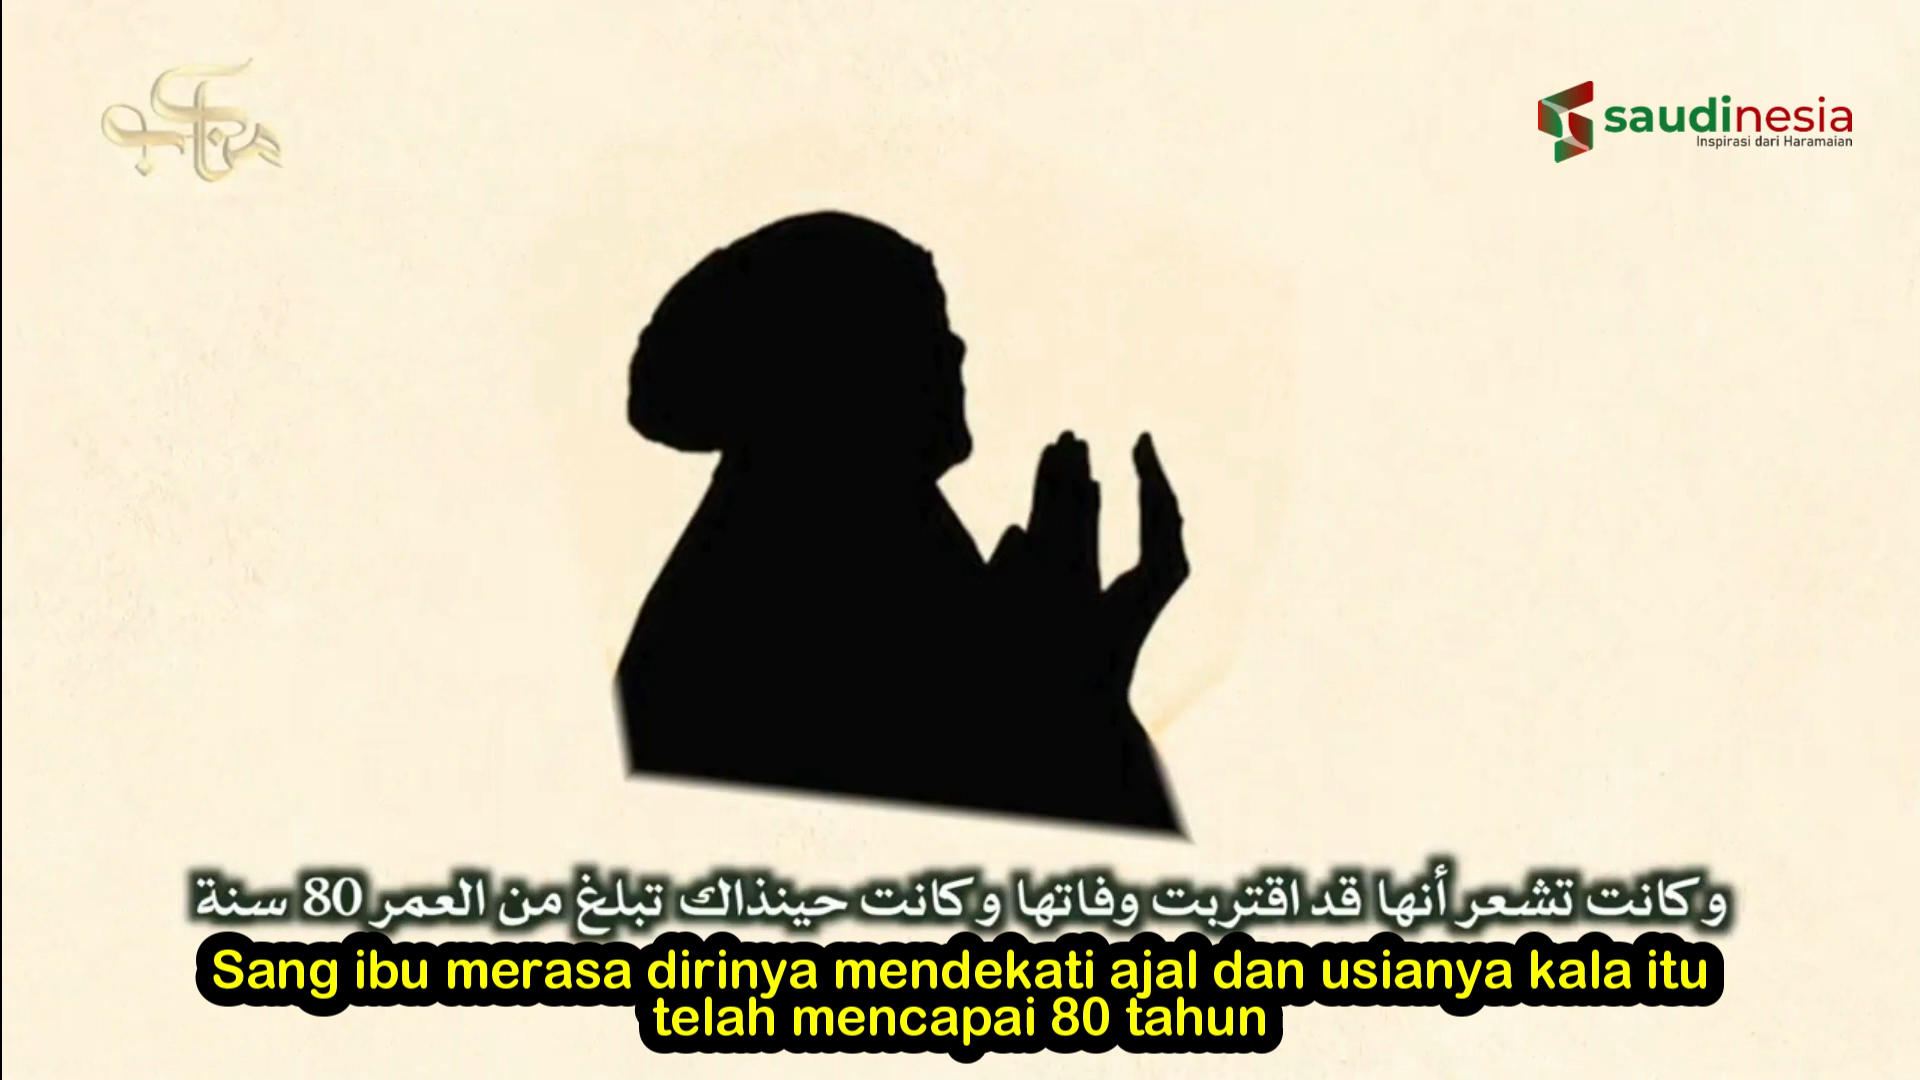 مناقب
saudinesia
Inspirasi dari Haramaian
وكانت تشعر أنها قد اقتربت وفاتها وكانت حينذاك تبلغ من العمر 80 سنة
Sang ibu merasa dirinya mendekati ajal dan usianya kala itu
telah mencapai 80 tahun